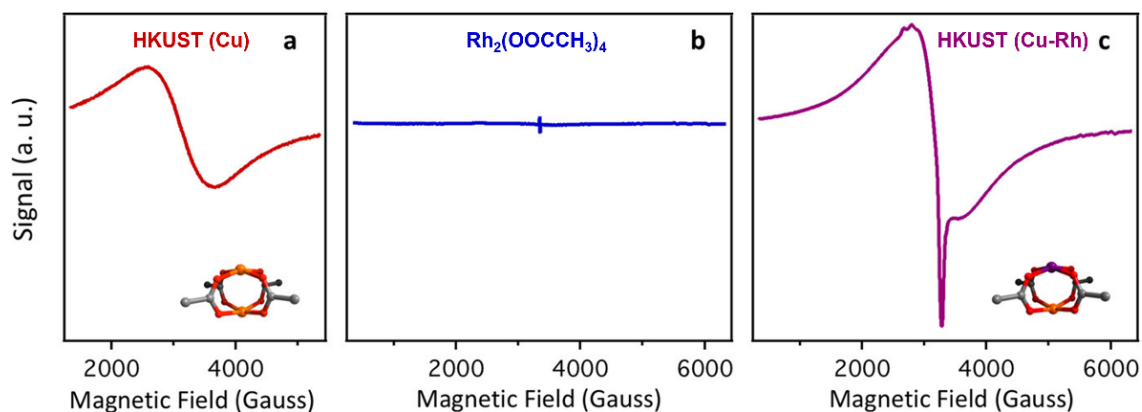 HKUST (Cu) a
Rh₂(OOCCH₃)₄ b
HKUST (Cu-Rh) c
Signal (a. u.)
2000 4000
2000 4000 6000
2000 4000 6000
Magnetic Field (Gauss)
Magnetic Field (Gauss)
Magnetic Field (Gauss)